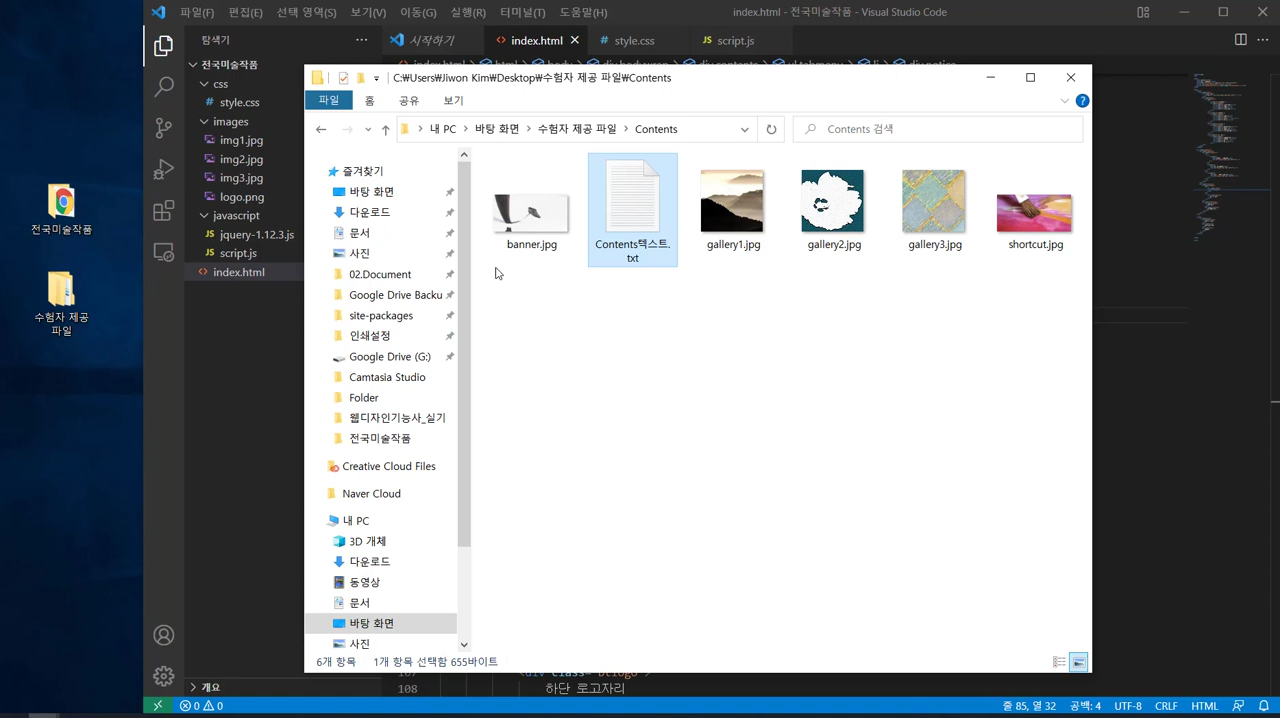 파일(F) 편집(E) 선택 영역(S) 보기(V) 이동(G) 실행(R) 터미널(T) 도움말(H) index.html - 전국미술작품 - Visual Studio Code
탐색기
시작하기
index.html
style.css
script.js
전국미술작품
css
style.css
images
img1.jpg
img2.jpg
img3.jpg
logo.png
javascript
jquery-1.12.3.js
script.js
index.html
개요
전국미술작품
수험자 제공
파일
C:₩Users₩Jiwon Kim₩Desktop₩수험자 제공 파일₩Contents
파일 홈 공유 보기
내 PC 바탕 화면 수험자 제공 파일 Contents
Contents 검색
즐겨찾기
바탕 화면
다운로드
문서
사진
02.Document
Google Drive Backu
site-packages
인쇄설정
Google Drive (G:)
Camtasia Studio
Folder
웹디자인기능사_실기
전국미술작품
Creative Cloud Files
Naver Cloud
내 PC
3D 개체
다운로드
동영상
문서
바탕 화면
사진
banner.jpg
Contents텍스트.
txt
gallery1.jpg
gallery2.jpg
gallery3.jpg
shortcut.jpg
6개 항목 1개 항목 선택함 655바이트
108 하단 로고자리
0 0
줄 85, 열 32 공백: 4 UTF-8 CRLF HTML